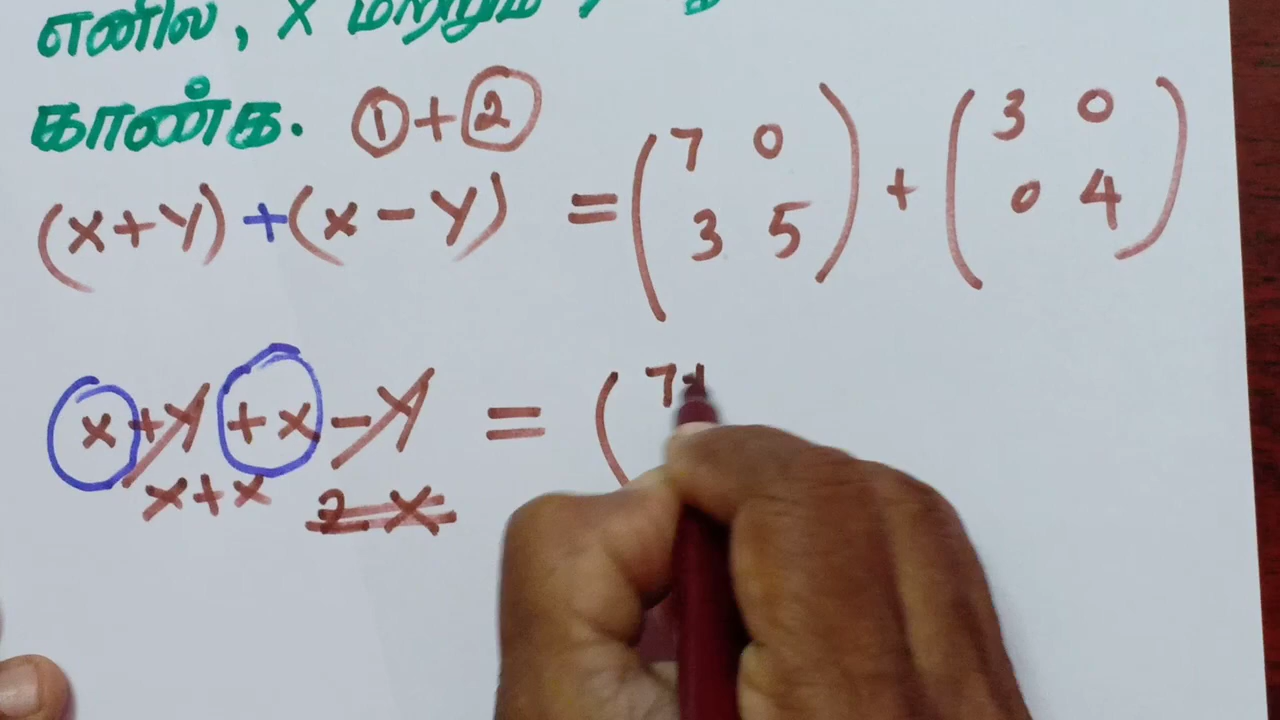 எனில், X மற்றும்
காண்க. ① + ②
(x+y) + (x-y) = (7 0 3 5) + (3 0 0 4)
x+y +x-y = (7+
x+x 2x